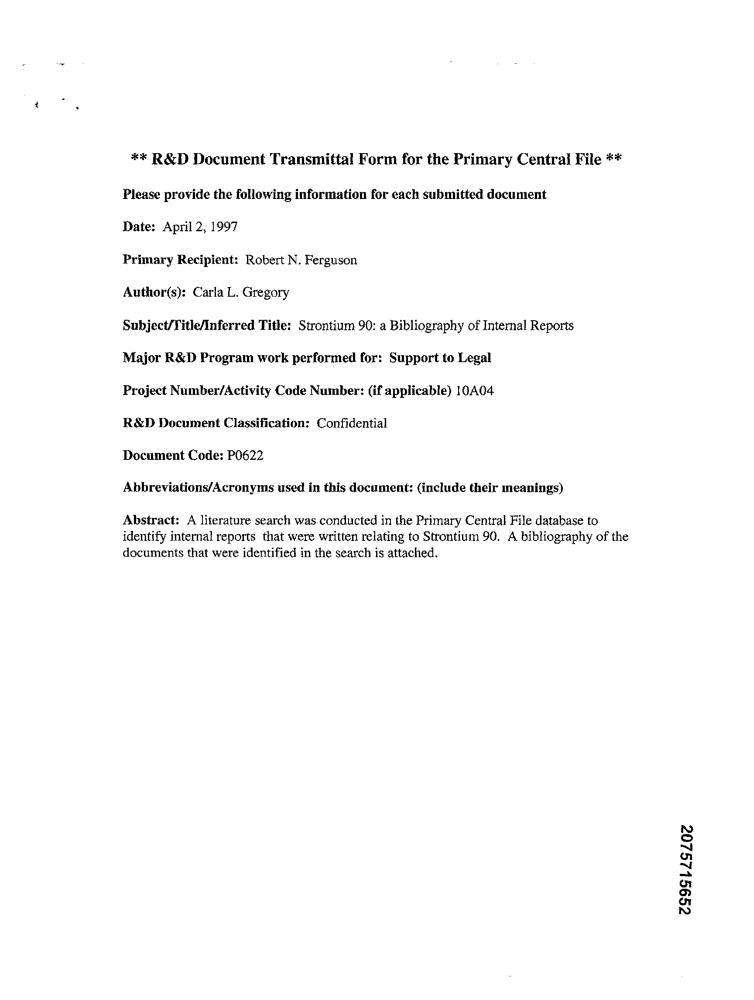 ** R&D Document Transmittal Form for the Primary Central File **
Please provide the following information for each submitted document
Date: April 2, 1997
Primary Recipient: Robert N. Ferguson
Author(s): Carla L. Gregory
Subject/Title/Inferred Title: Strontium 90: a Bibliography of Internal Reports
Major R&D Program work performed for: Support to Legal
Project Number/Activity Code Number: (if applicable) 10A04
R&D Document Classification: Confidential
Document Code: P0622
Abbreviations/Acronyms used in this document: (include their meanings)
Abstract: A literature search was conducted in the Primary Central File database to
identify internal reports that were written relating to Strontium 90. A bibliography of the
documents that were identified in the search is attached.
2075715652